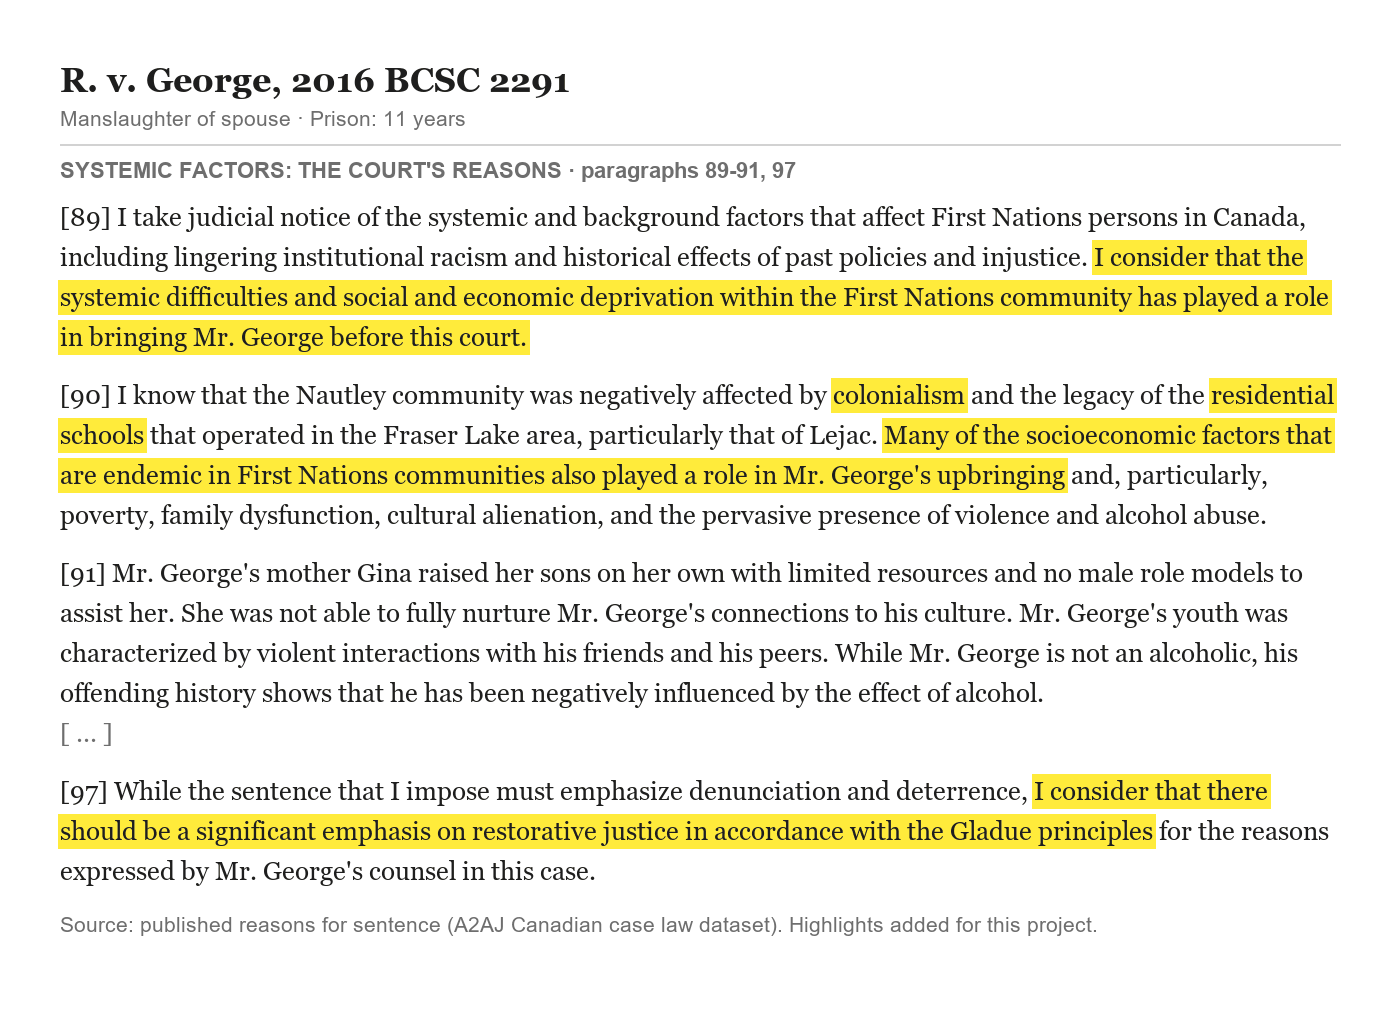 R. v. George, 2016 BCSC 2291
Manslaughter of spouse · Prison: 11 years
SYSTEMIC FACTORS: THE COURT'S REASONS · paragraphs 89-91, 97
[89] I take judicial notice of the systemic and background factors that affect First Nations persons in Canada,
including lingering institutional racism and historical effects of past policies and injustice. I consider that the
systemic difficulties and social and economic deprivation within the First Nations community has played a role
in bringing Mr. George before this court.
[90] I know that the Nautley community was negatively affected by colonialism and the legacy of the residential
schools that operated in the Fraser Lake area, particularly that of Lejac. Many of the socioeconomic factors that
are endemic in First Nations communities also played a role in Mr. George's upbringing and, particularly,
poverty, family dysfunction, cultural alienation, and the pervasive presence of violence and alcohol abuse.
[91] Mr. George's mother Gina raised her sons on her own with limited resources and no male role models to
assist her. She was not able to fully nurture Mr. George's connections to his culture. Mr. George's youth was
characterized by violent interactions with his friends and his peers. While Mr. George is not an alcoholic, his
offending history shows that he has been negatively influenced by the effect of alcohol.
[ ... ]
[97] While the sentence that I impose must emphasize denunciation and deterrence, I consider that there
should be a significant emphasis on restorative justice in accordance with the Gladue principles for the reasons
expressed by Mr. George's counsel in this case.
Source: published reasons for sentence (A2AJ Canadian case law dataset). Highlights added for this project.